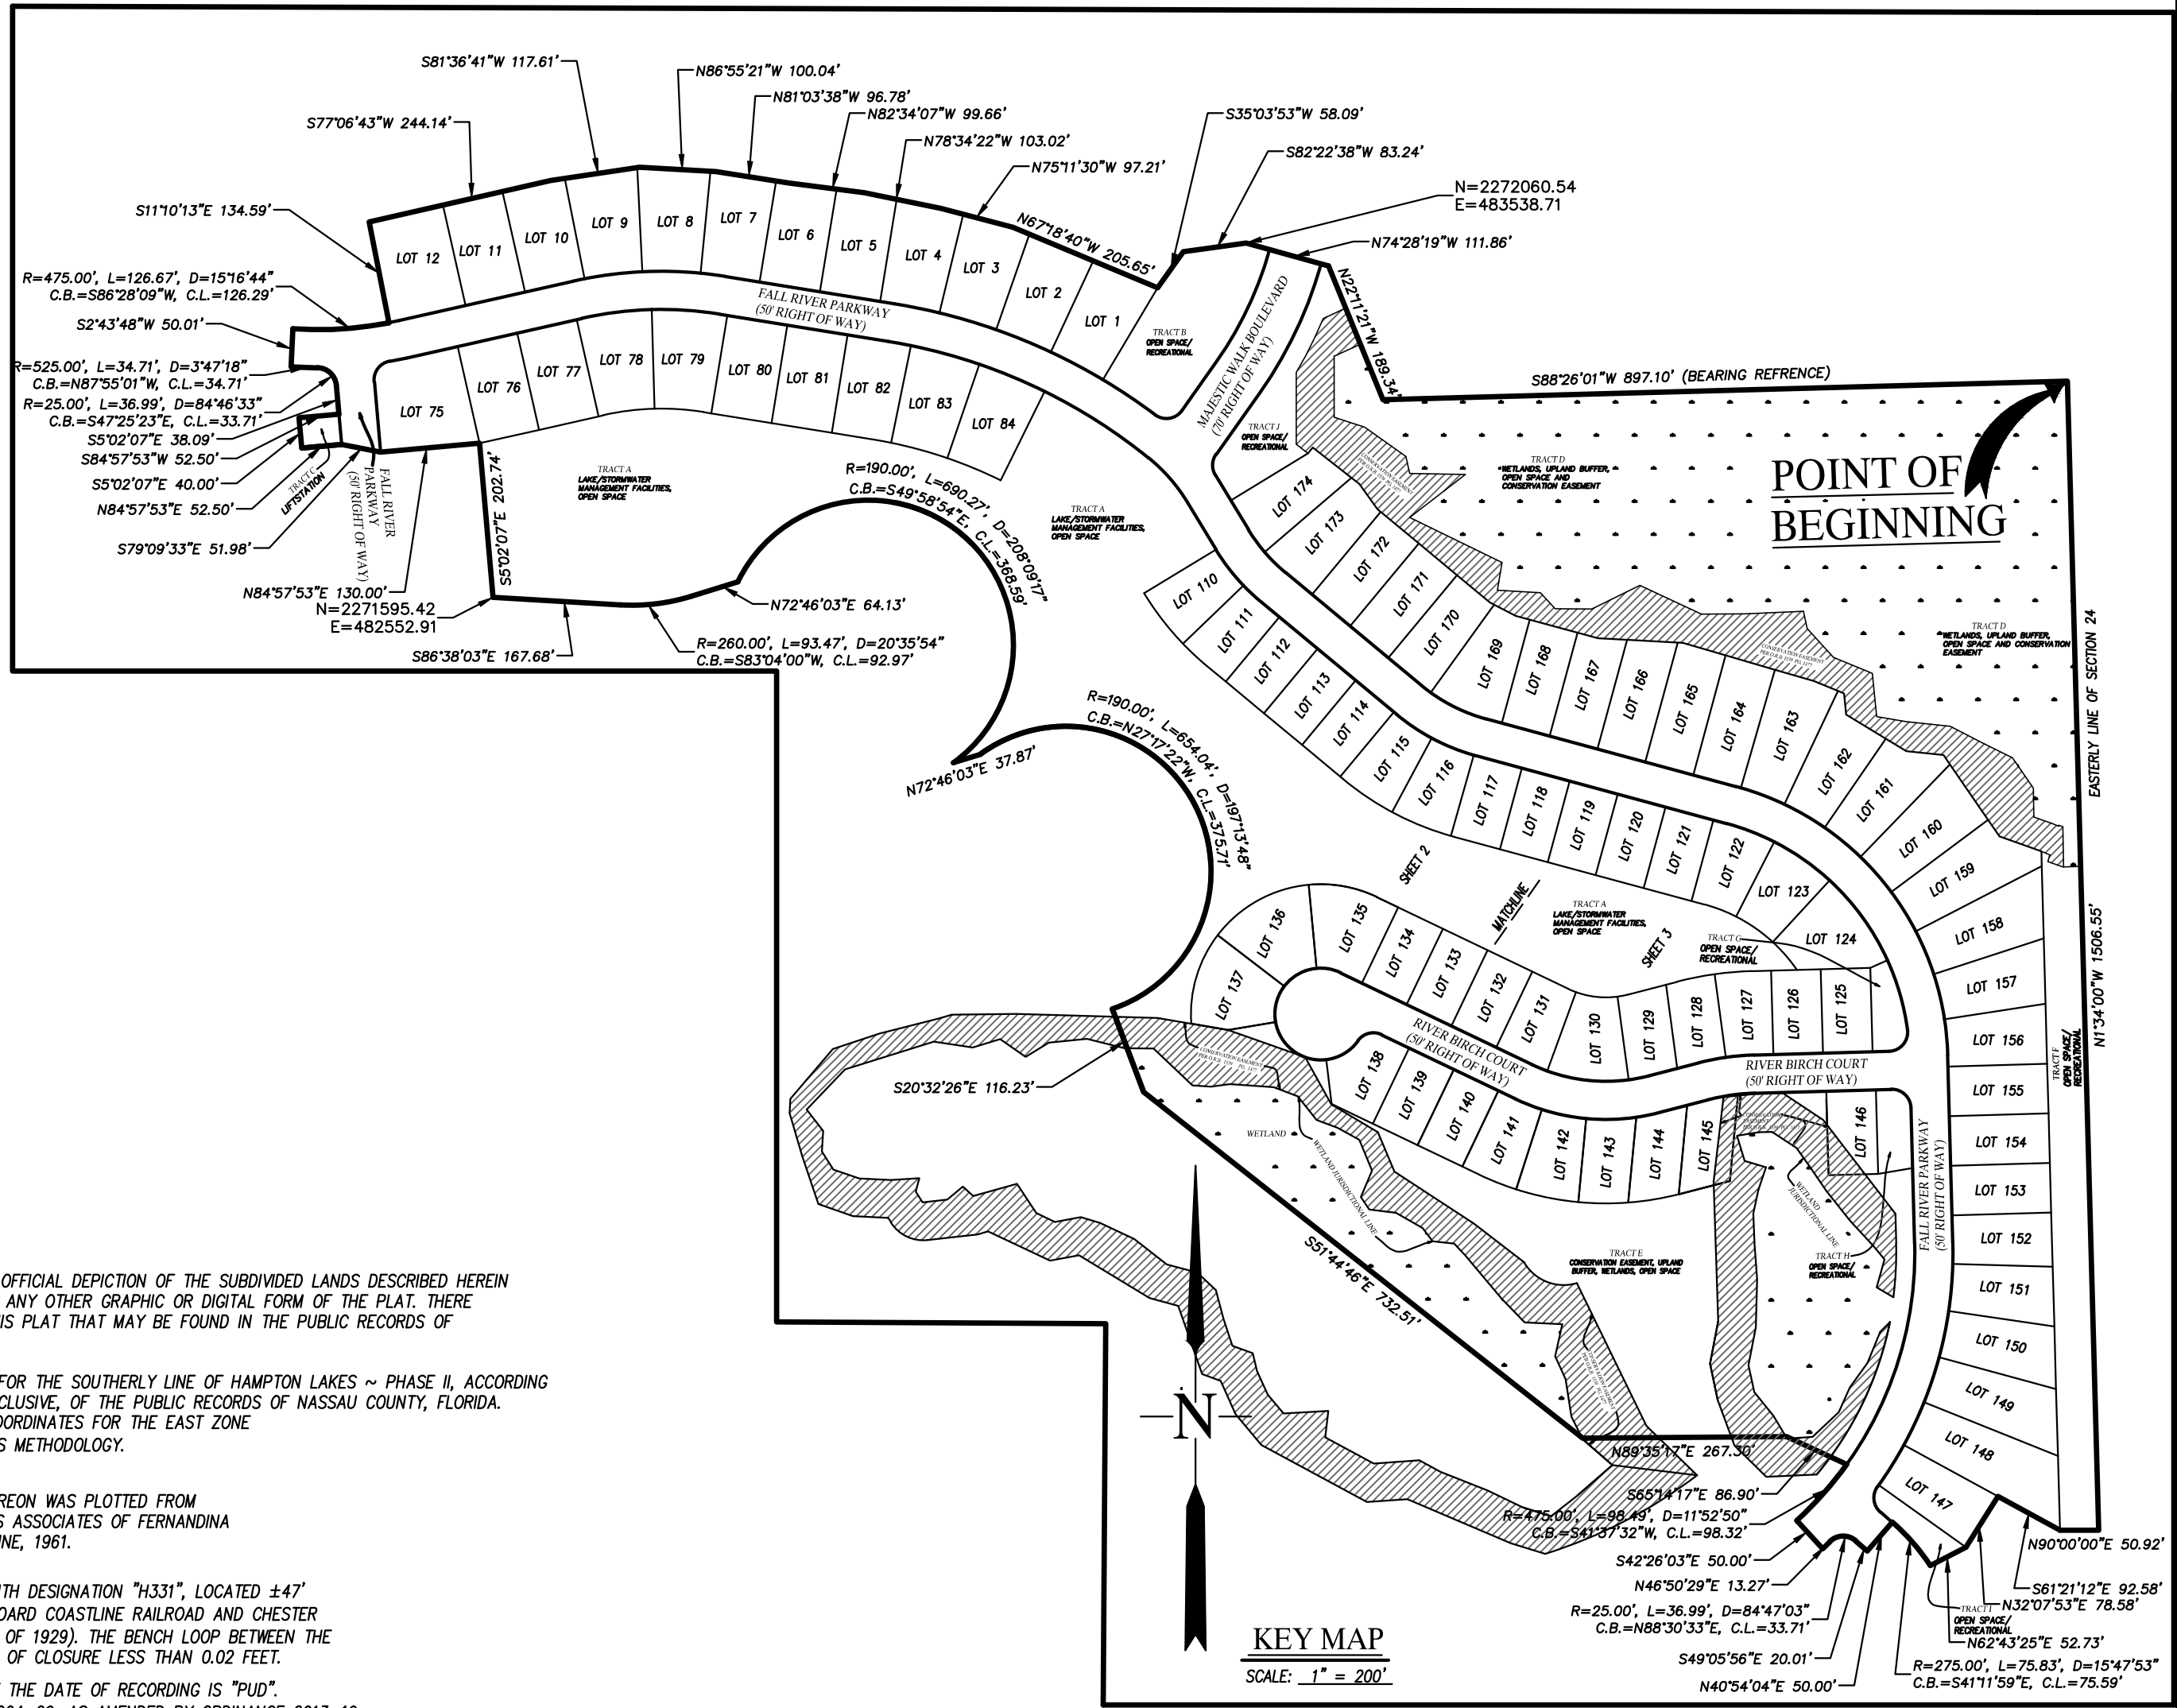 S81°36'41"W 117.61'
N86°55'21"W 100.04'
N81°03'38"W 96.78'
N82°34'07"W 99.66'
S77°06'43"W 244.14'
N78°34'22"W 103.02'
S35°03'53"W 58.09'
N75°11'30"W 97.21'
S82°22'38"W 83.24'
N=2272060.54
E=483538.71
S11°10'13"E 134.59'
N67°18'40"W 205.65'
N74°28'19"W 111.86'
N22°11'21"W 189.34'
S88°26'01"W 897.10' (BEARING REFRENCE)
R=475.00', L=126.67', D=15°16'44"
C.B.=S86°28'09"W, C.L.=126.29'
S2°43'48"W 50.01'
R=525.00', L=34.71', D=3°47'18"
C.B.=N87°55'01"W, C.L.=34.71'
R=25.00', L=36.99', D=84°46'33"
C.B.=S47°25'23"E, C.L.=33.71'
S5°02'07"E 38.09'
S84°57'53"W 52.50'
S5°02'07"E 40.00'
N84°57'53"E 52.50'
S79°09'33"E 51.98'
N84°57'53"E 130.00'
N=2271595.42
E=482552.91
S86°38'03"E 167.68'
LOT 12
LOT 11
LOT 10
LOT 9
LOT 8
LOT 7
LOT 6
LOT 5
LOT 4
LOT 3
LOT 2
LOT 1
FALL RIVER PARKWAY
(50' RIGHT OF WAY)
TRACT B
OPEN SPACE/
RECREATIONAL
MAJESTIC WALK BOULEVARD
(70' RIGHT OF WAY)
TRACT J
OPEN SPACE/
RECREATIONAL
LOT 75
LOT 76
LOT 77
LOT 78
LOT 79
LOT 80
LOT 81
LOT 82
LOT 83
LOT 84
TRACT C
LIFTSTATION
FALL RIVER
PARKWAY
(50' RIGHT OF WAY)
S5°02'07"E 202.74'
TRACT A
LAKE/STORMWATER
MANAGEMENT FACILITIES,
OPEN SPACE
R=190.00', L=690.27', D=208°09'17"
C.B.=S49°58'54"E, C.L.=368.59'
TRACT A
LAKE/STORMWATER
MANAGEMENT FACILITIES,
OPEN SPACE
N72°46'03"E 64.13'
R=260.00', L=93.47', D=20°35'54"
C.B.=S83°04'00"W, C.L.=92.97'
TRACT D
WETLANDS, UPLAND BUFFER,
OPEN SPACE AND
CONSERVATION EASEMENT
POINT OF
BEGINNING
TRACT D
WETLANDS, UPLAND BUFFER,
OPEN SPACE AND CONSERVATION
EASEMENT
EASTERLY LINE OF SECTION 24
N1°34'00"W 1506.55'
LOT 174
LOT 173
LOT 172
LOT 171
LOT 170
LOT 169
LOT 168
LOT 167
LOT 166
LOT 165
LOT 164
LOT 163
LOT 162
LOT 161
LOT 160
LOT 159
LOT 158
LOT 157
LOT 156
LOT 155
LOT 154
LOT 153
LOT 152
LOT 151
LOT 150
LOT 149
LOT 148
LOT 147
LOT 110
LOT 111
LOT 112
LOT 113
LOT 114
LOT 115
LOT 116
LOT 117
LOT 118
LOT 119
LOT 120
LOT 121
LOT 122
LOT 123
LOT 124
N72°46'03"E 37.87'
R=190.00', L=654.04', D=197°13'48"
C.B.=N27°17'22"W, C.L.=375.71'
SHEET 2
MATCHLINE
SHEET 3
TRACT A
LAKE/STORMWATER
MANAGEMENT FACILITIES,
OPEN SPACE
TRACT G
OPEN SPACE/
RECREATIONAL
LOT 137
LOT 136
LOT 135
LOT 134
LOT 133
LOT 132
LOT 131
LOT 130
LOT 129
LOT 128
LOT 127
LOT 126
LOT 125
RIVER BIRCH COURT
(50' RIGHT OF WAY)
RIVER BIRCH COURT
(50' RIGHT OF WAY)
LOT 138
LOT 139
LOT 140
LOT 141
LOT 142
LOT 143
LOT 144
LOT 145
LOT 146
TRACT F
OPEN SPACE/
RECREATIONAL
FALL RIVER PARKWAY
(50' RIGHT OF WAY)
S20°32'26"E 116.23'
WETLAND
WETLAND JURISDICTIONAL LINE
WETLAND
JURISDICTIONAL LINE
TRACT E
CONSERVATION EASEMENT, UPLAND
BUFFER, WETLANDS, OPEN SPACE
TRACT H
OPEN SPACE/
RECREATIONAL
S51°44'46"E 732.51'
N
N89°35'17"E 267.30'
S65°14'17"E 86.90'
R=475.00', L=98.49', D=11°52'50"
C.B.=S41°37'32"W, C.L.=98.32'
S42°26'03"E 50.00'
N46°50'29"E 13.27'
R=25.00', L=36.99', D=84°47'03"
C.B.=N88°30'33"E, C.L.=33.71'
S49°05'56"E 20.01'
N40°54'04"E 50.00'
N90°00'00"E 50.92'
S61°21'12"E 92.58'
N32°07'53"E 78.58'
TRACT I
OPEN SPACE/
RECREATIONAL
N62°43'25"E 52.73'
R=275.00', L=75.83', D=15°47'53"
C.B.=S41°11'59"E, C.L.=75.59'
KEY MAP
SCALE: 1" = 200'
OFFICIAL DEPICTION OF THE SUBDIVIDED LANDS DESCRIBED HEREIN
ANY OTHER GRAPHIC OR DIGITAL FORM OF THE PLAT. THERE
IS PLAT THAT MAY BE FOUND IN THE PUBLIC RECORDS OF
FOR THE SOUTHERLY LINE OF HAMPTON LAKES ~ PHASE II, ACCORDING
CLUSIVE, OF THE PUBLIC RECORDS OF NASSAU COUNTY, FLORIDA.
OORDINATES FOR THE EAST ZONE
S METHODOLOGY.
REON WAS PLOTTED FROM
S ASSOCIATES OF FERNANDINA
NE, 1961.
TH DESIGNATION "H331", LOCATED ±47'
OARD COASTLINE RAILROAD AND CHESTER
OF 1929). THE BENCH LOOP BETWEEN THE
OF CLOSURE LESS THAN 0.02 FEET.
THE DATE OF RECORDING IS "PUD".